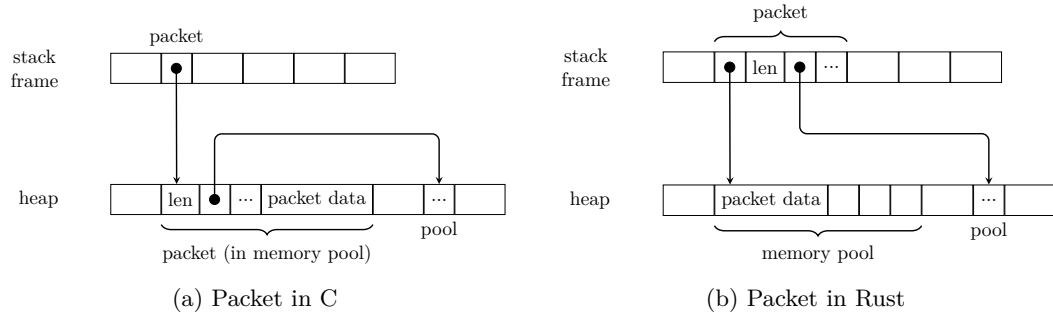 packet
stack
frame
heap
len
...
packet data
...
pool
packet (in memory pool)
(a) Packet in C
packet
stack
frame
len
...
heap
packet data
...
pool
memory pool
(b) Packet in Rust